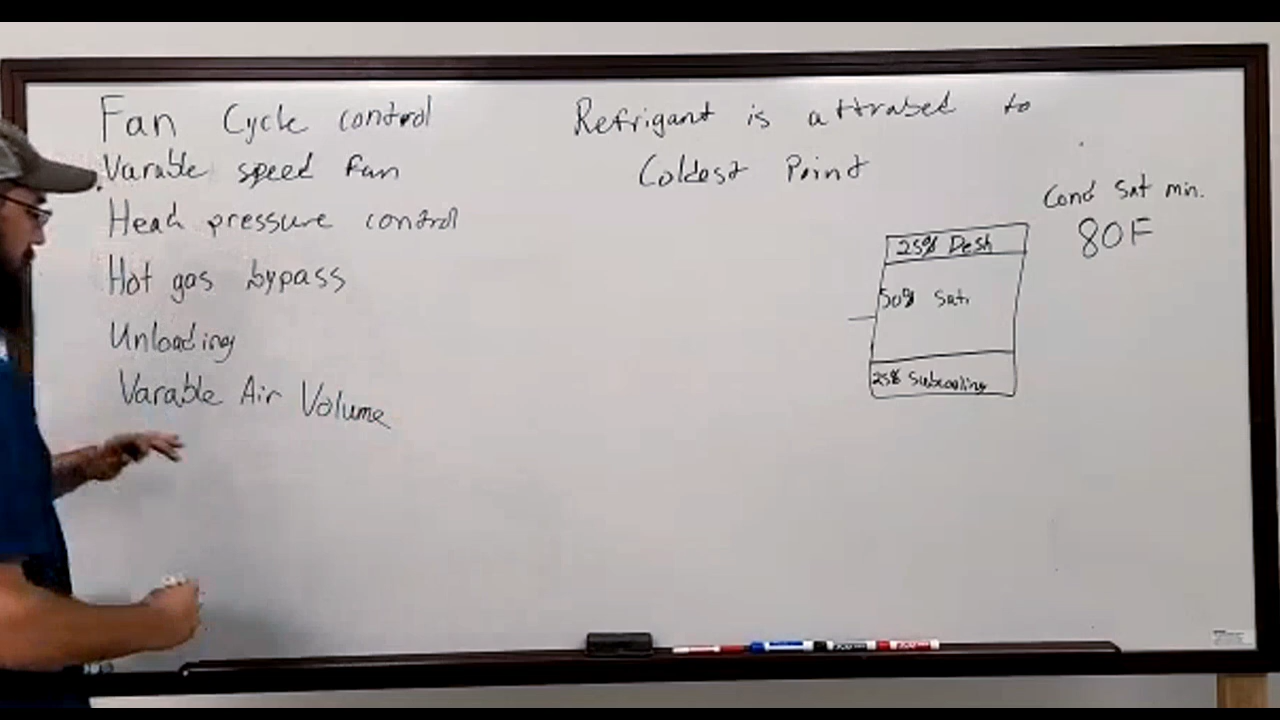 Fan Cycle control
Varable speed fan
Head pressure control
Hot gas bypass
Unloading
Varable Air Volume
Refrigant is attrabed to
Coldest Point
Cond Sat min.
80F
25% Desh
50% Sat.
25% Subcooling